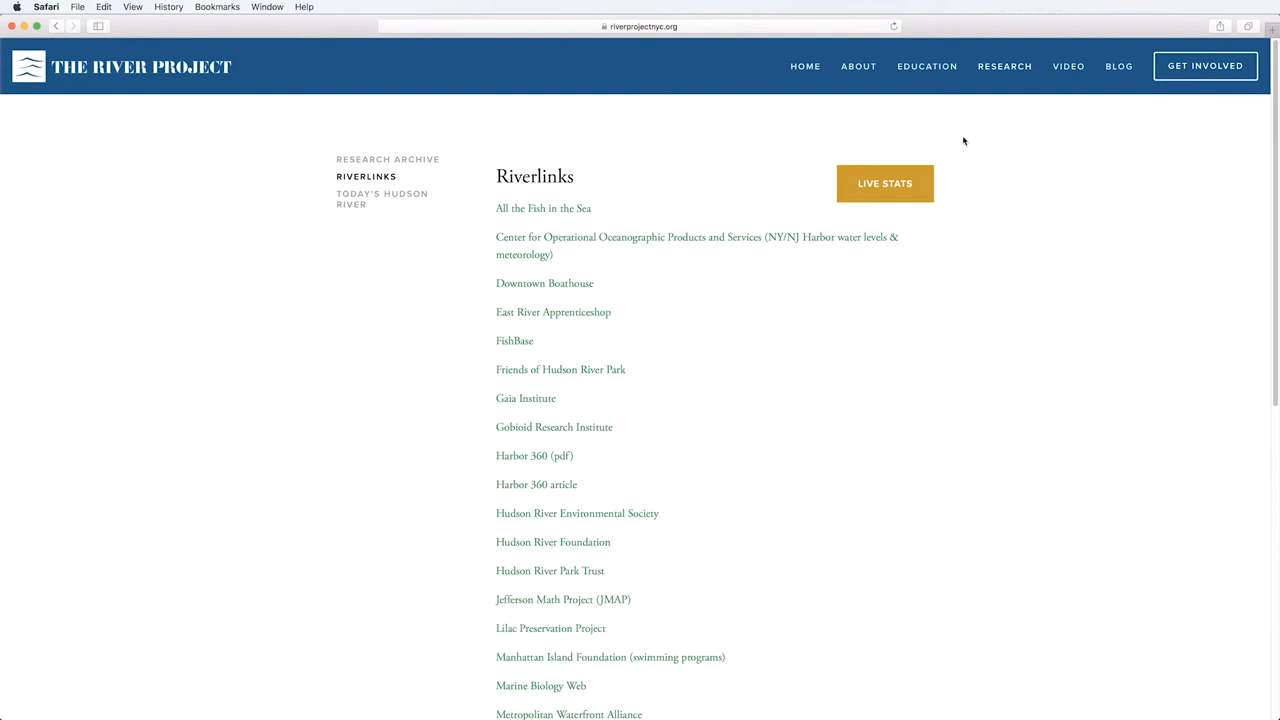 Safari File Edit View History Bookmarks Window Help
riverprojectnyc.org
THE RIVER PROJECT
HOME ABOUT EDUCATION RESEARCH VIDEO BLOG GET INVOLVED
RESEARCH ARCHIVE
RIVERLINKS
TODAY'S HUDSON
RIVER
Riverlinks
LIVE STATS
All the Fish in the Sea
Center for Operational Oceanographic Products and Services (NY/NJ Harbor water levels &
meteorology)
Downtown Boathouse
East River Apprenticeshop
FishBase
Friends of Hudson River Park
Gaia Institute
Gobioid Research Institute
Harbor 360 (pdf)
Harbor 360 article
Hudson River Environmental Society
Hudson River Foundation
Hudson River Park Trust
Jefferson Math Project (JMAP)
Lilac Preservation Project
Manhattan Island Foundation (swimming programs)
Marine Biology Web
Metropolitan Waterfront Alliance